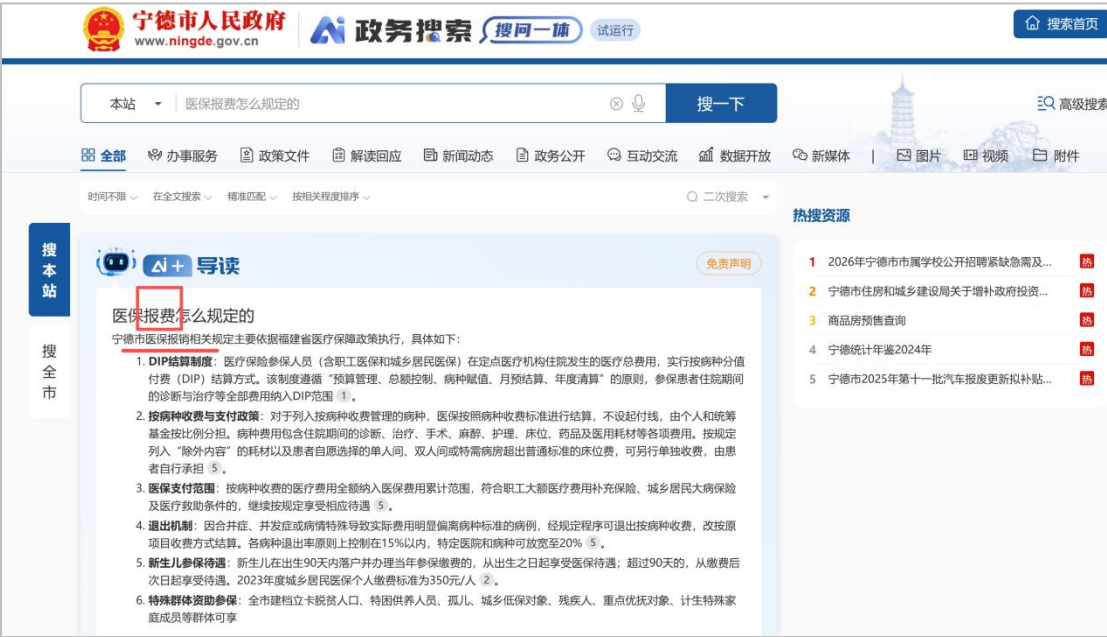 宁德市人民政府
www.ningde.gov.cn
Ai 政务搜索 搜问一体 试运行
搜索首页
本站 医保报费怎么规定的 搜一下
高级搜索
全部 办事服务 政策文件 解读回应 新闻动态 政务公开 互动交流 数据开放 新媒体 | 图片 视频 附件
时间不限 在全文搜索 精准匹配 按相关程度排序 二次搜索
搜本站
搜全市
Ai+ 导读 免责声明
医保报费怎么规定的
宁德市医保报销相关规定主要依据福建省医疗保障政策执行，具体如下：
1. DIP结算制度：医疗保险参保人员（含职工医保和城乡居民医保）在定点医疗机构住院发生的医疗总费用，实行按病种分值
付费（DIP）结算方式。该制度遵循“预算管理、总额控制、病种赋值、月预结算、年度清算”的原则，参保患者住院期间
的诊断与治疗等全部费用纳入DIP范围 1 。
2. 按病种收费与支付政策：对于列入按病种收费管理的病种，医保按照病种收费标准进行结算，不设起付线，由个人和统筹
基金按比例分担。病种费用包含住院期间的诊断、治疗、手术、麻醉、护理、床位、药品及医用耗材等各项费用。按规定
列入“除外内容”的耗材以及患者自愿选择的单人间、双人间或特需病房超出普通标准的床位费，可另行单独收费，由患
者自行承担 5 。
3. 医保支付范围：按病种收费的医疗费用全额纳入医保费用累计范围，符合职工大额医疗费用补充保险、城乡居民大病保险
及医疗救助条件的，继续按规定享受相应待遇 5 。
4. 退出机制：因合并症、并发症或病情特殊导致实际费用明显偏离病种标准的病例，经规定程序可退出按病种收费，改按原
项目收费方式结算。各病种退出率原则上控制在15%以内，特定医院和病种可放宽至20% 5 。
5. 新生儿参保待遇：新生儿在出生90天内落户并办理当年参保缴费的，从出生之日起享受医保待遇；超过90天的，从缴费后
次日起享受待遇。2023年度城乡居民医保个人缴费标准为350元/人 2 。
6. 特殊群体资助参保：全市建档立卡脱贫人口、特困供养人员、孤儿、城乡低保对象、残疾人、重点优抚对象、计生特殊家
庭成员等群体可享
热搜资源
1 2026年宁德市市属学校公开招聘紧缺急需及... 热
2 宁德市住房和城乡建设局关于增补政府投资... 热
3 商品房预售查询 热
4 宁德统计年鉴2024年 热
5 宁德市2025年第十一批汽车报废更新拟补贴... 热